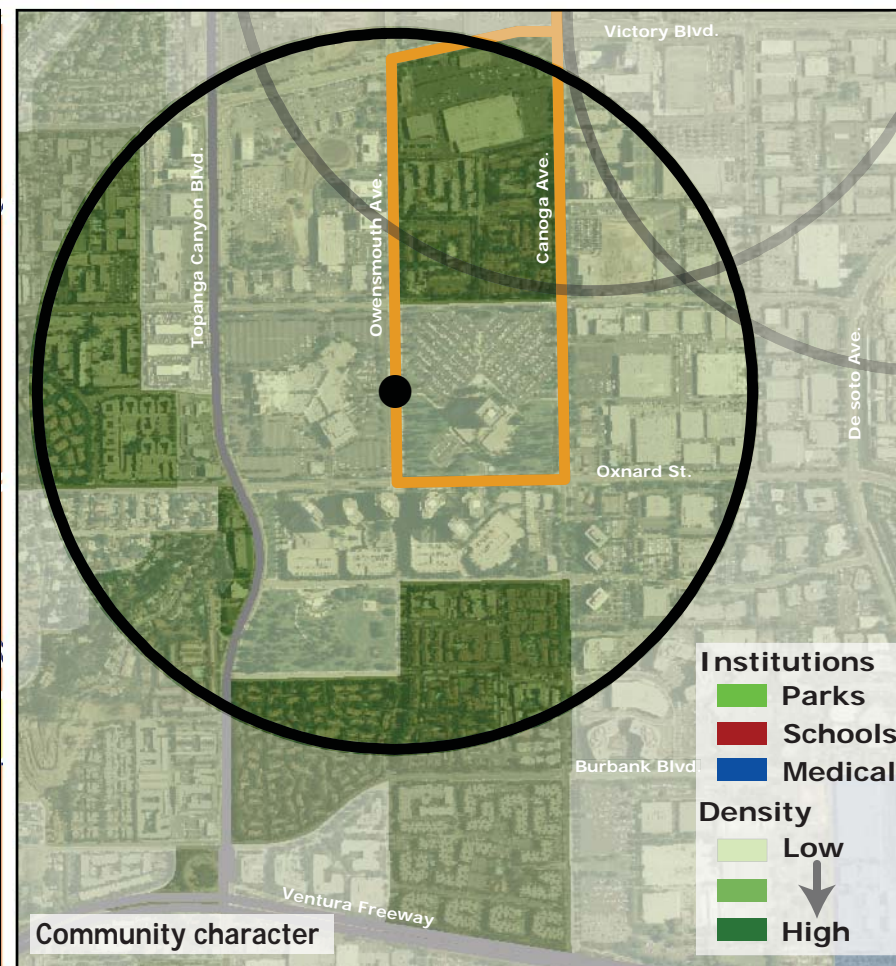 Victory Blvd.
Topanga Canyon Blvd.
Owensmouth Ave.
Canoga Ave.
De soto Ave.
Oxnard St.
Institutions
Parks
Schools
Medical
Burbank Blvd.
Density
Low
High
Ventura Freeway
Community character